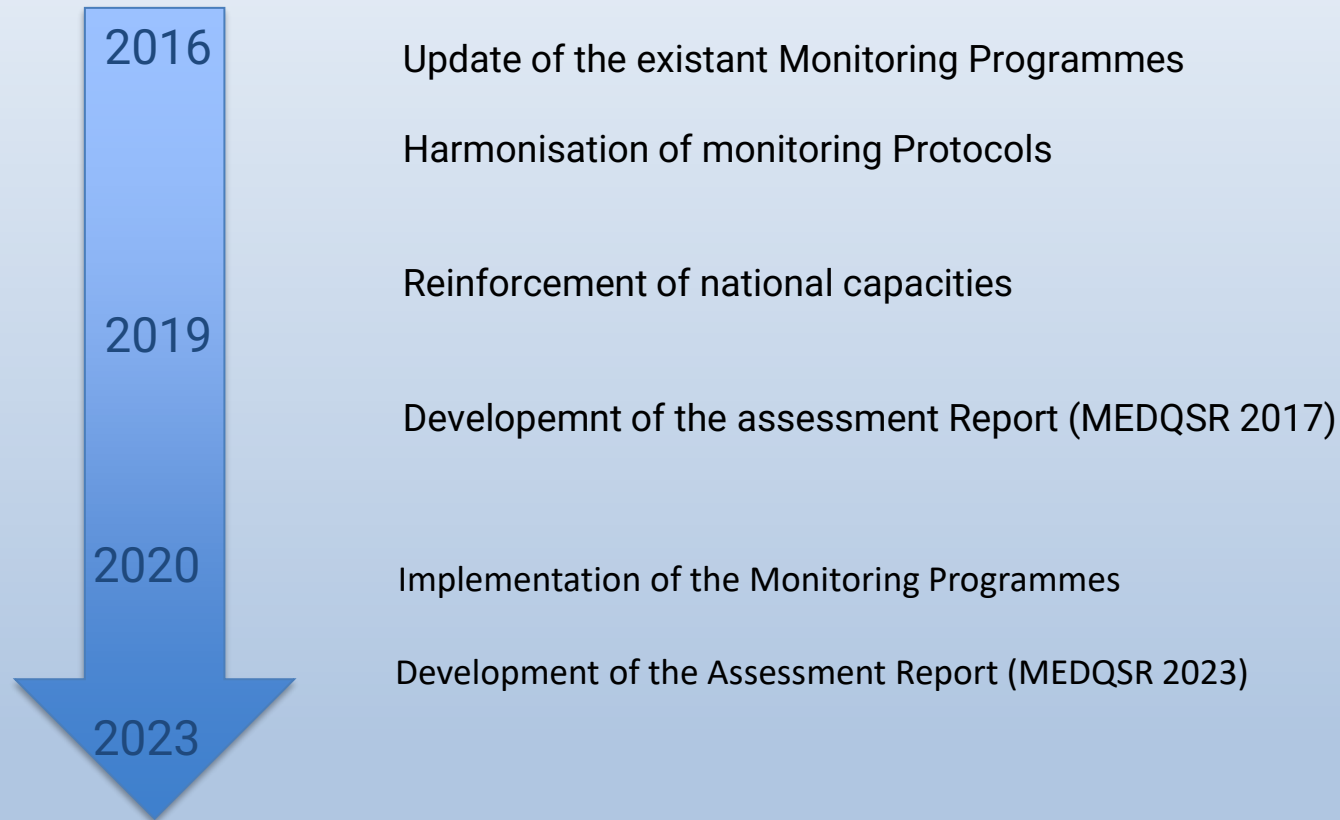 2016
Update of the existant Monitoring Programmes
Harmonisation of monitoring Protocols
Reinforcement of national capacities
2019
Developemnt of the assessment Report (MEDQSR 2017)
2020
Implementation of the Monitoring Programmes
Development of the Assessment Report (MEDQSR 2023)
2023